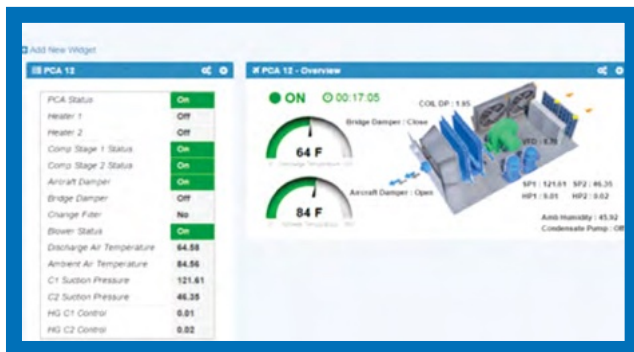 Add New Widget
PCA 12
PCA Status On
Heater 1 Off
Heater 2 Off
Comp Stage 1 Status On
Comp Stage 2 Status On
Aircraft Damper On
Bridge Damper Off
Change Filter No
Blower Status On
Discharge Air Temperature 64.58
Ambient Air Temperature 84.56
C1 Suction Pressure 121.61
C2 Suction Pressure 46.35
HG C1 Control 0.01
HG C2 Control 0.02
PCA 12 - Overview
ON 00:17:05
COIL DP : 1.95
Bridge Damper : Close
64 F
Discharge Temperature
Aircraft Damper : Open
84 F
SP1 : 121.61 SP2 : 46.35
HP1 : 0.01 HP2 : 0.02
Amb Humidity : 45.92
Condensate Pump : Off